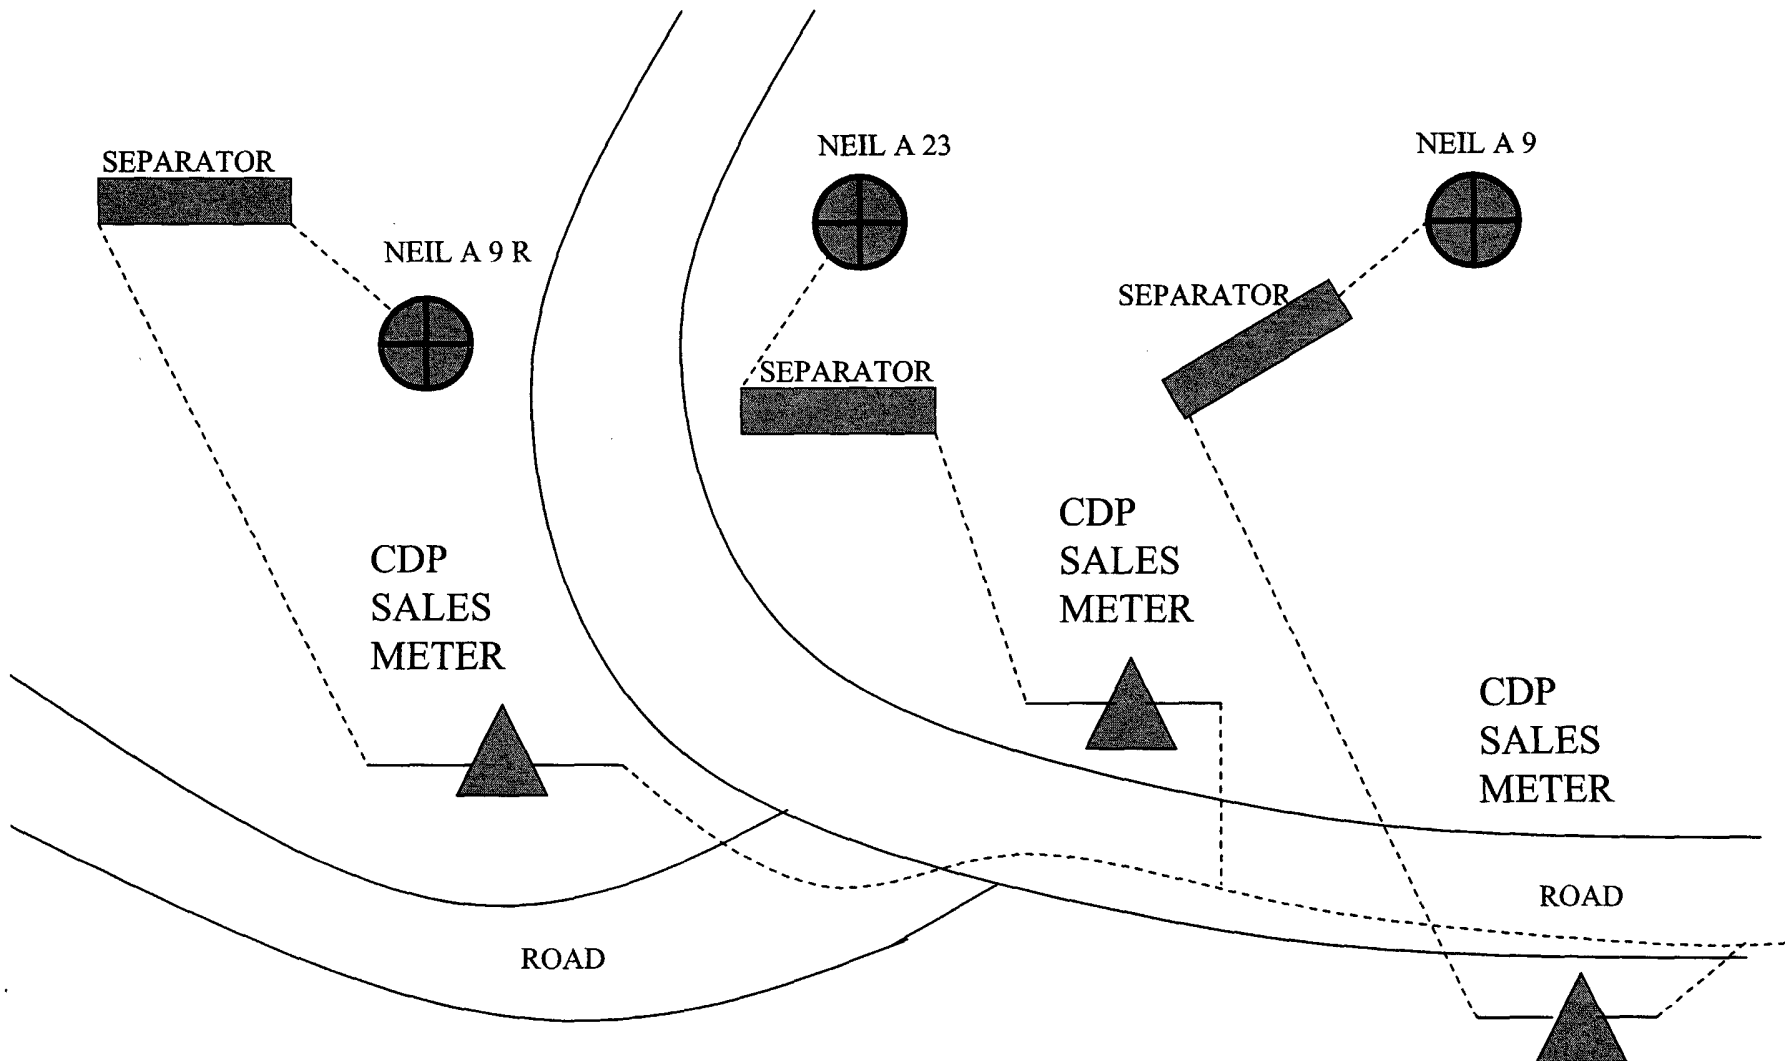 NEIL A 23
NEIL A 9
SEPARATOR
NEIL A 9 R
SEPARATOR
SEPARATOR
CDP
SALES
METER
CDP
SALES
METER
CDP
SALES
METER
ROAD
ROAD